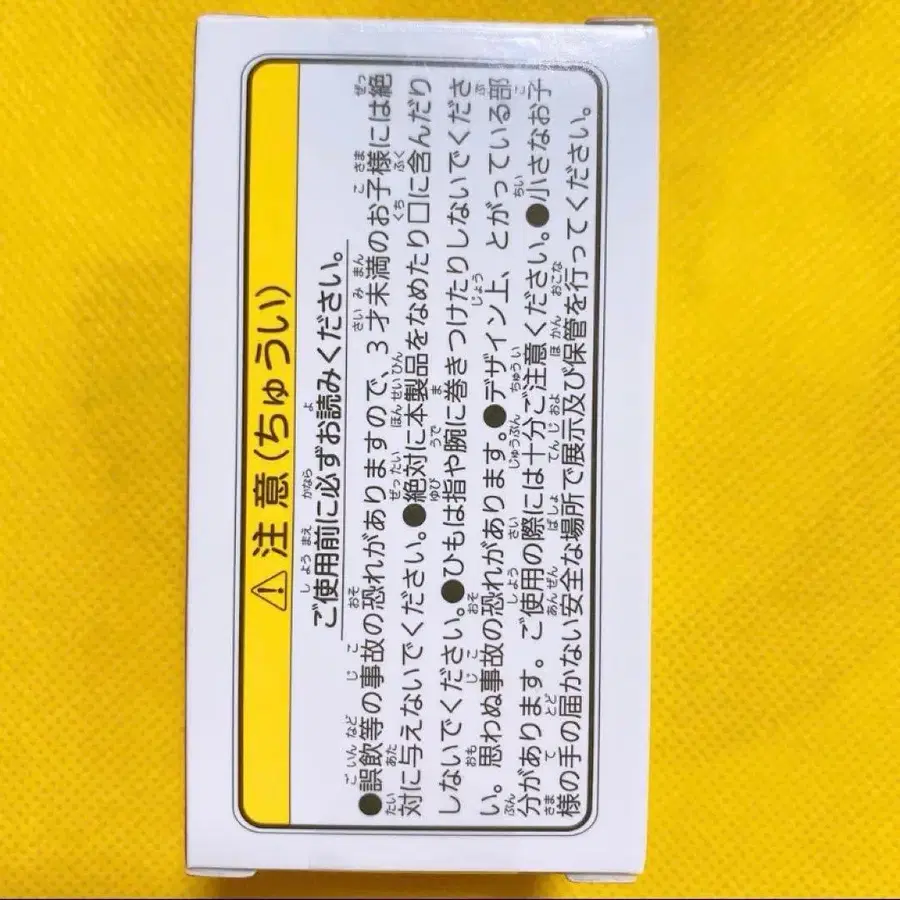 ⚠注意(ちゅうい)
ご使用前に必ずお読みください。
●誤飲等の事故の恐れがありますので、3才未満のお子様には絶
対に与えないでください。●絶対に本製品をなめたり口に含んだり
しないでください。●ひもは指や腕に巻きつけたりしないでくださ
い。思わぬ事故の恐れがあります。●デザイン上、とがっている部
分があります。ご使用の際には十分ご注意ください。●小さなお子
様の手の届かない安全な場所で展示及び保管を行ってください。